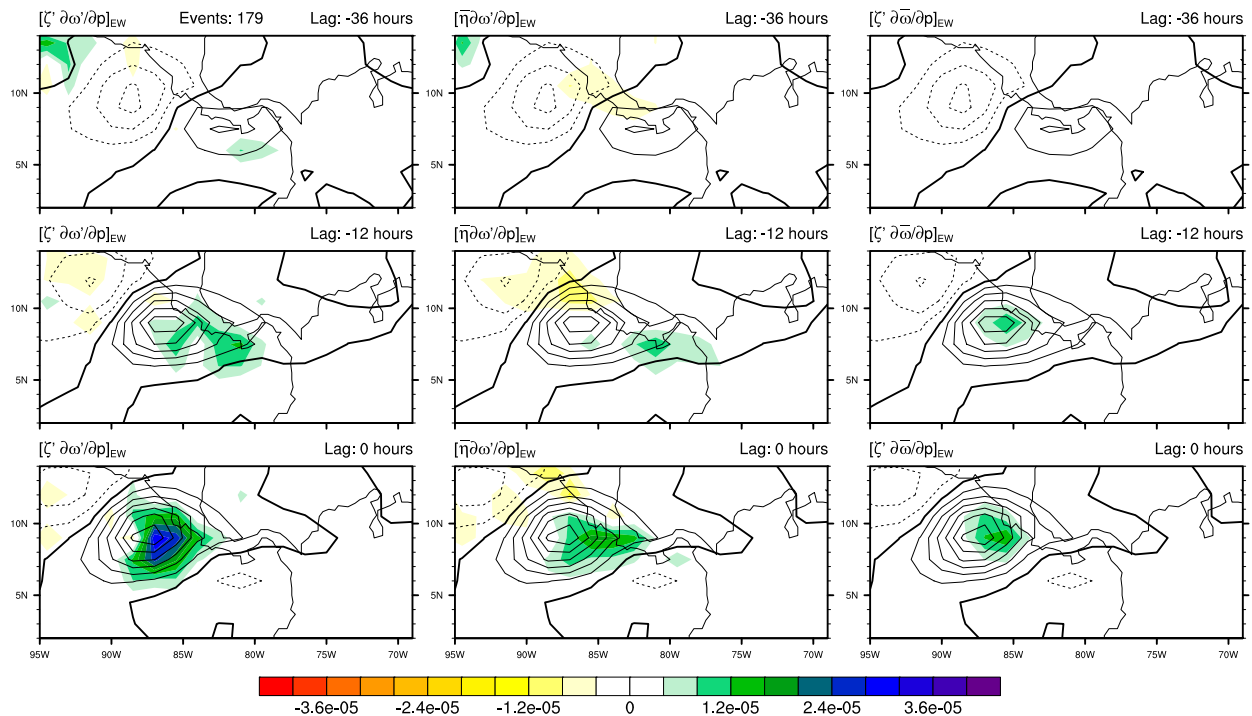 [ζ' ∂ω'/∂p]EW Events: 179 Lag: -36 hours [η̅∂ω'/∂p]EW Lag: -36 hours [ζ' ∂ω̅/∂p]EW Lag: -36 hours
10N 10N 10N
5N 5N 5N
[ζ' ∂ω'/∂p]EW Lag: -12 hours [η̅∂ω'/∂p]EW Lag: -12 hours [ζ' ∂ω̅/∂p]EW Lag: -12 hours
10N 10N 10N
5N 5N 5N
[ζ' ∂ω'/∂p]EW Lag: 0 hours [η̅∂ω'/∂p]EW Lag: 0 hours [ζ' ∂ω̅/∂p]EW Lag: 0 hours
10N 10N 10N
5N 5N 5N
95W 90W 85W 80W 75W 70W 95W 90W 85W 80W 75W 70W 95W 90W 85W 80W 75W 70W
-3.6e-05 -2.4e-05 -1.2e-05 0 1.2e-05 2.4e-05 3.6e-05